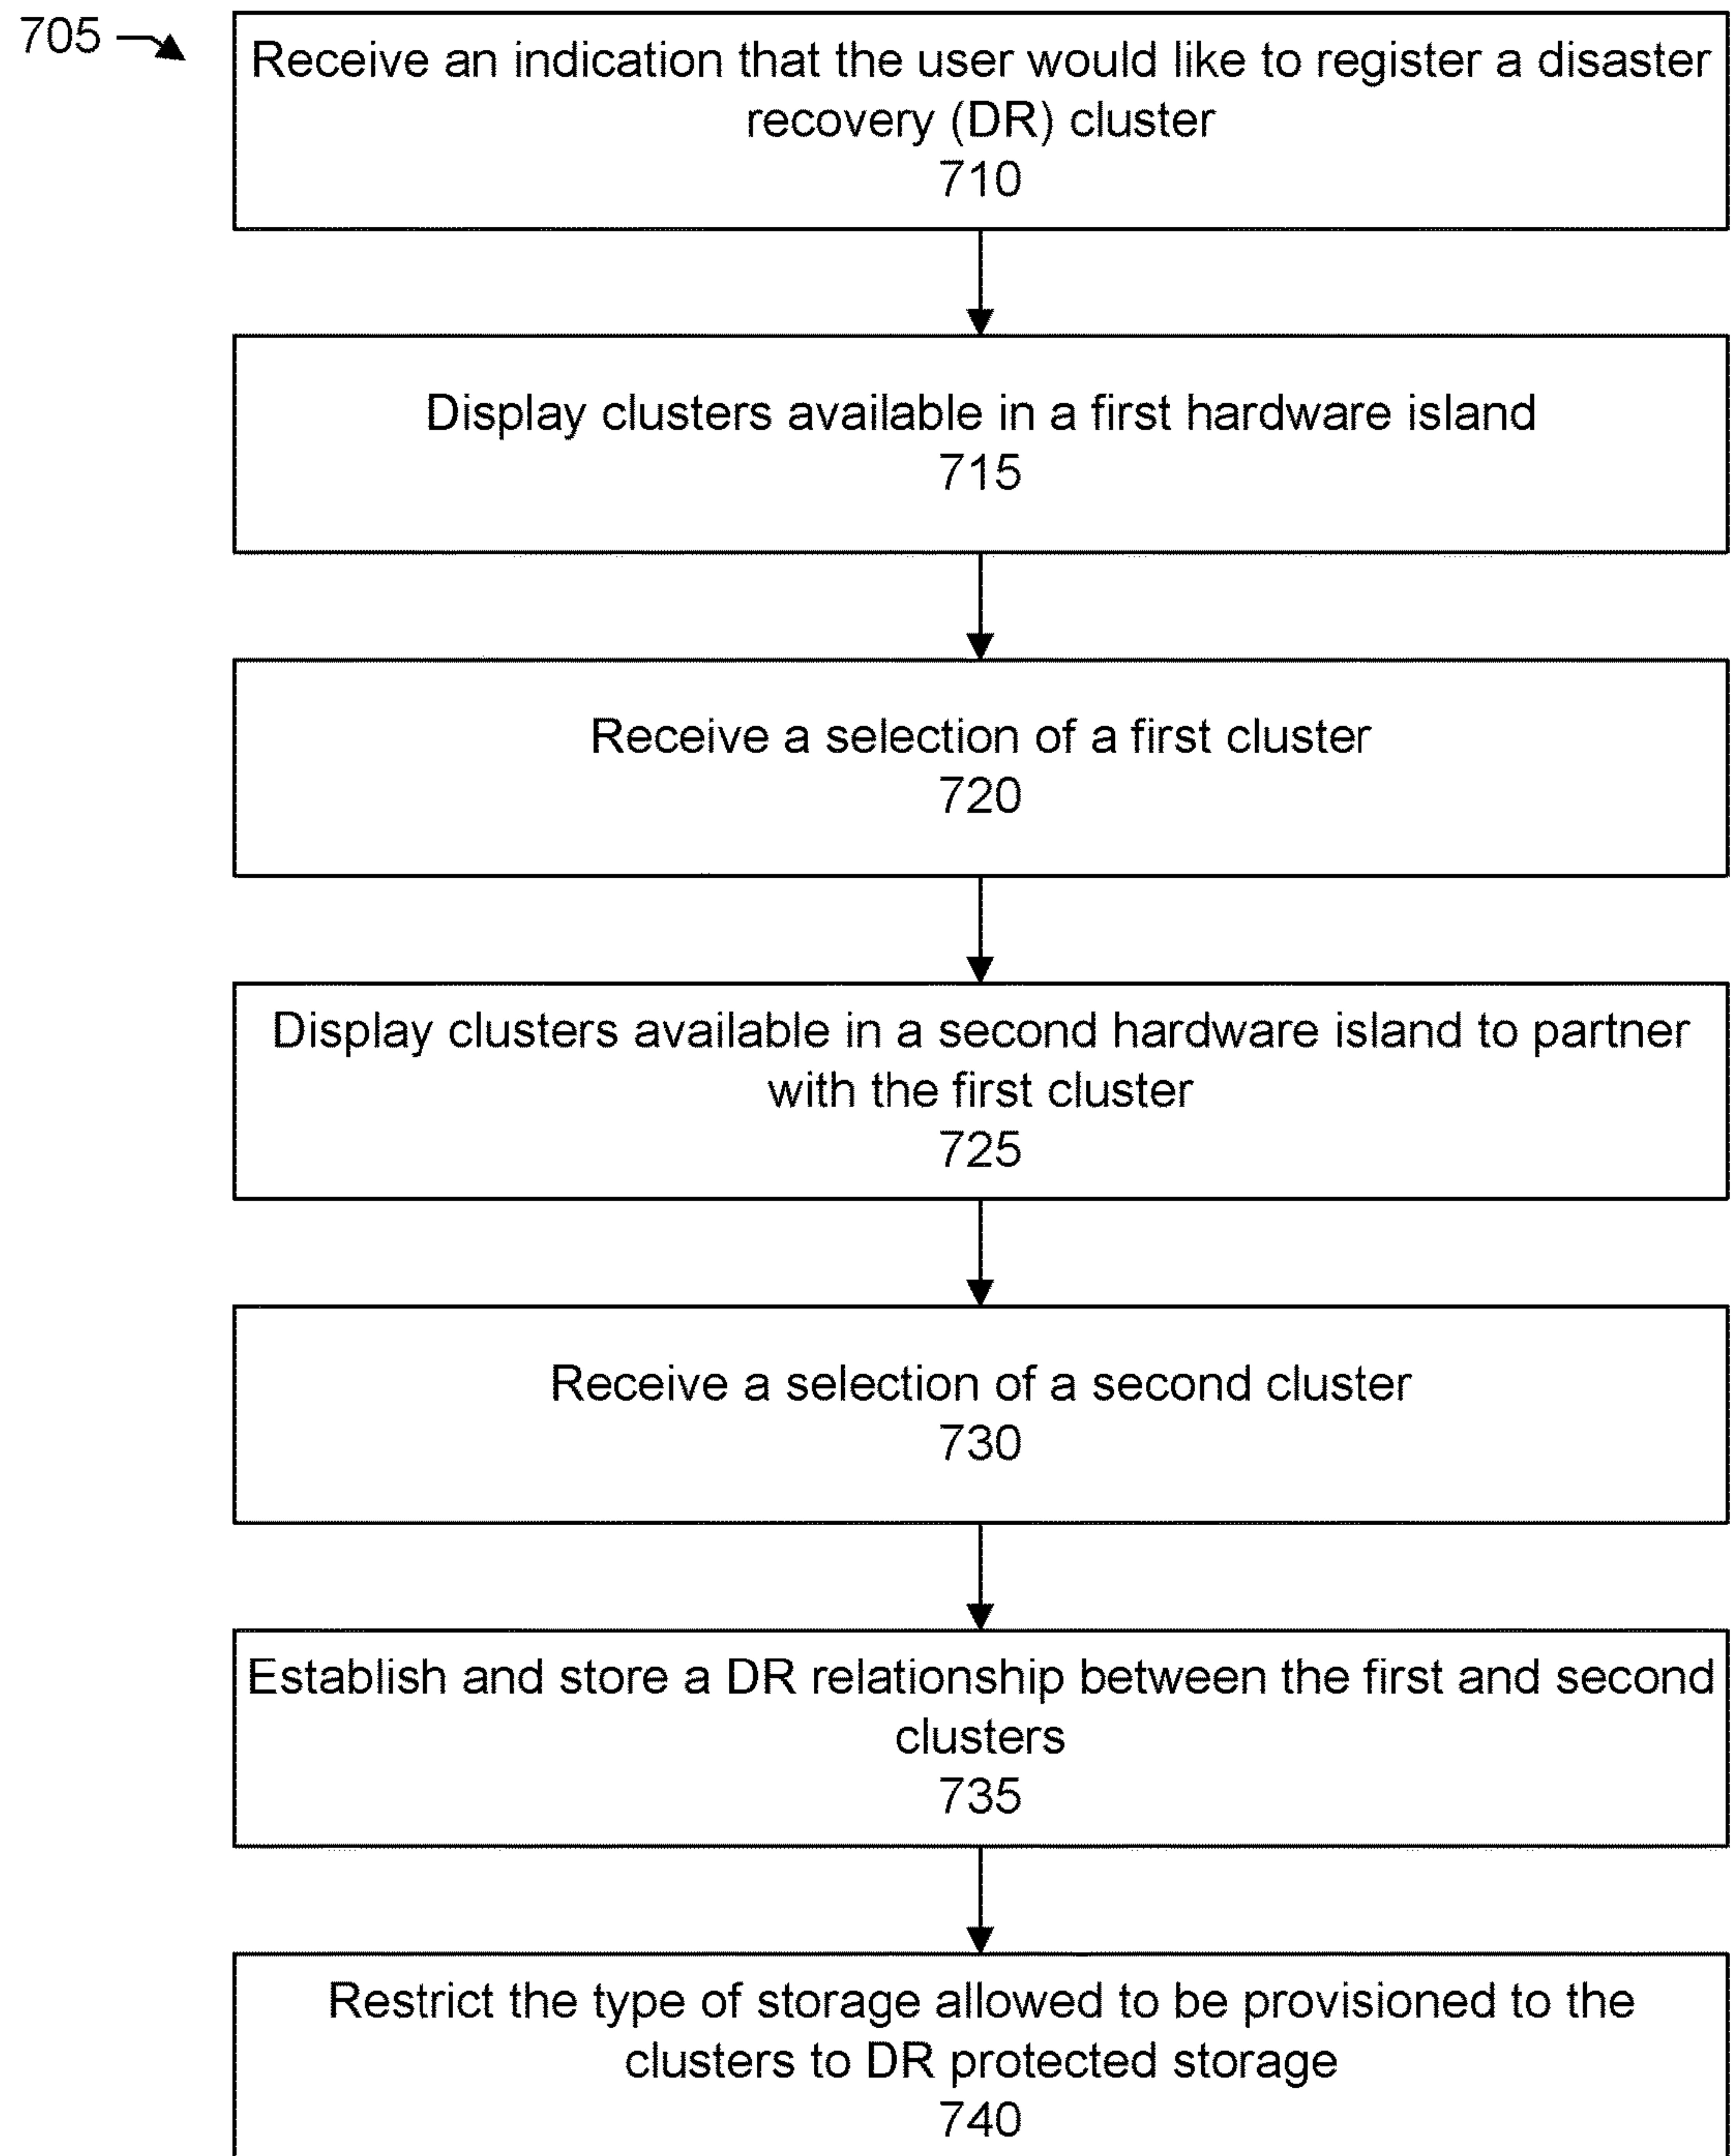 705
Receive an indication that the user would like to register a disaster
recovery (DR) cluster
710
Display clusters available in a first hardware island
715
Receive a selection of a first cluster
720
Display clusters available in a second hardware island to partner
with the first cluster
725
Receive a selection of a second cluster
730
Establish and store a DR relationship between the first and second
clusters
735
Restrict the type of storage allowed to be provisioned to the
clusters to DR protected storage
740